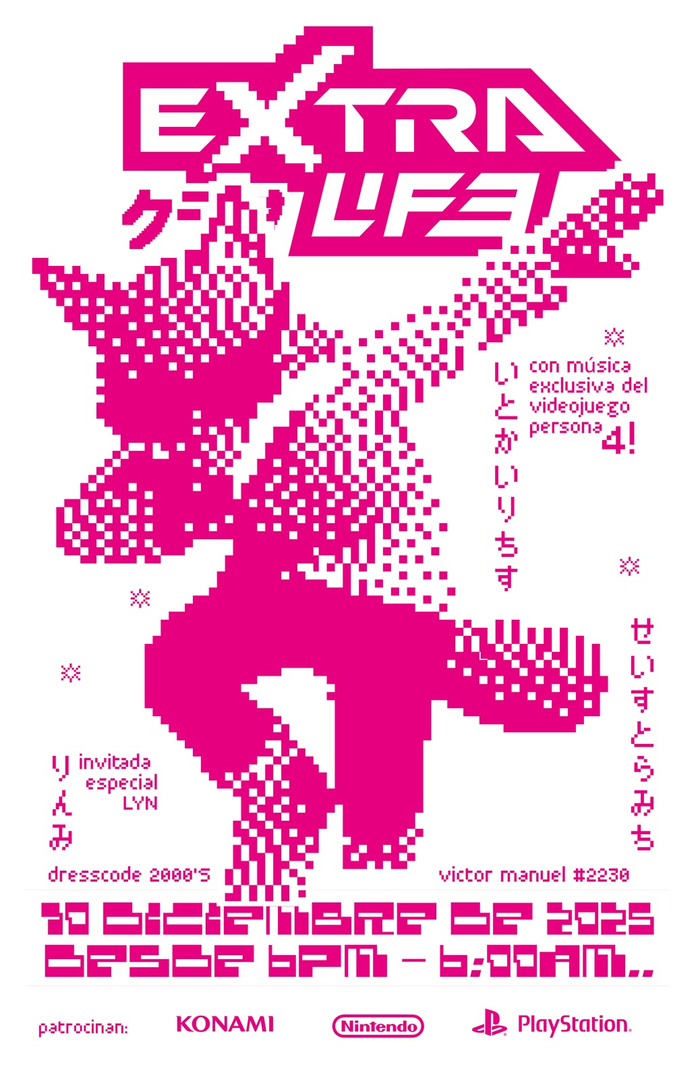 EXTRA
LIFE
con música
exclusiva del
videojuego
persona 4!
いとかいりちす
せいすとらみち
りんみ
invitada
especial
LYN
dresscode 2000'S
victor manuel #2230
10 DiCiEMBRE DE 2025
DESDE 6PM — 6:00AM..
patrocinan:
KONAMI
Nintendo
PlayStation